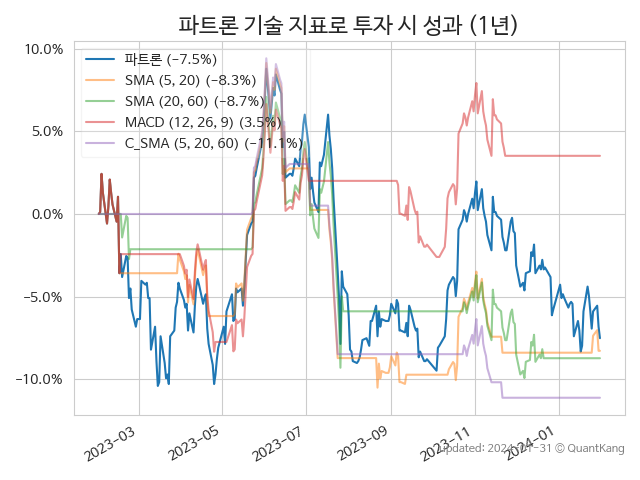 파트론 기술 지표로 투자 시 성과 (1년)
10.0%
5.0%
0.0%
−5.0%
−10.0%
파트론 (−7.5%)
SMA (5, 20) (−8.3%)
SMA (20, 60) (−8.7%)
MACD (12, 26, 9) (3.5%)
C_SMA (5, 20, 60) (−11.1%)
2023-03
2023-05
2023-07
2023-09
2023-11
2024-01
updated: 2024-01-31 © QuantKang